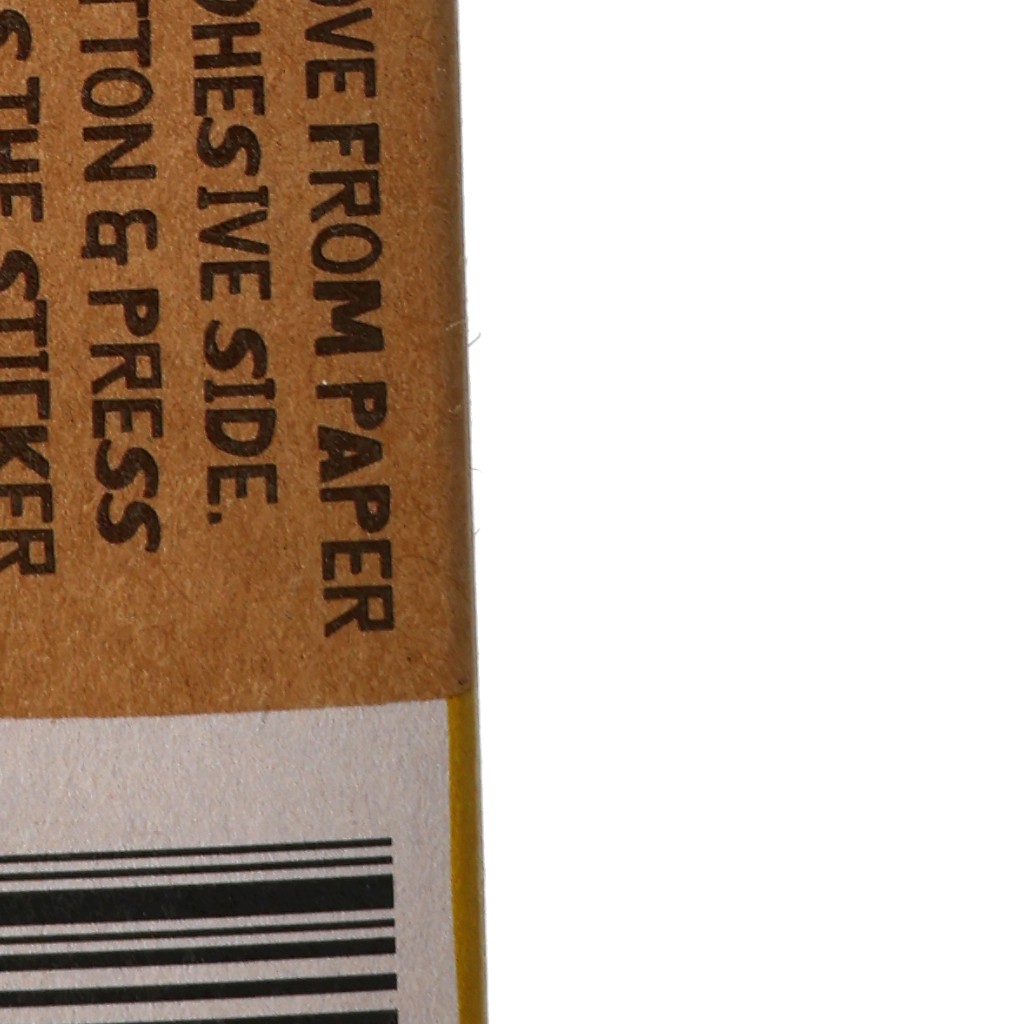 OVE FROM PAPER
DHESIVE SIDE.
TTON & PRESS
S THE STICKER